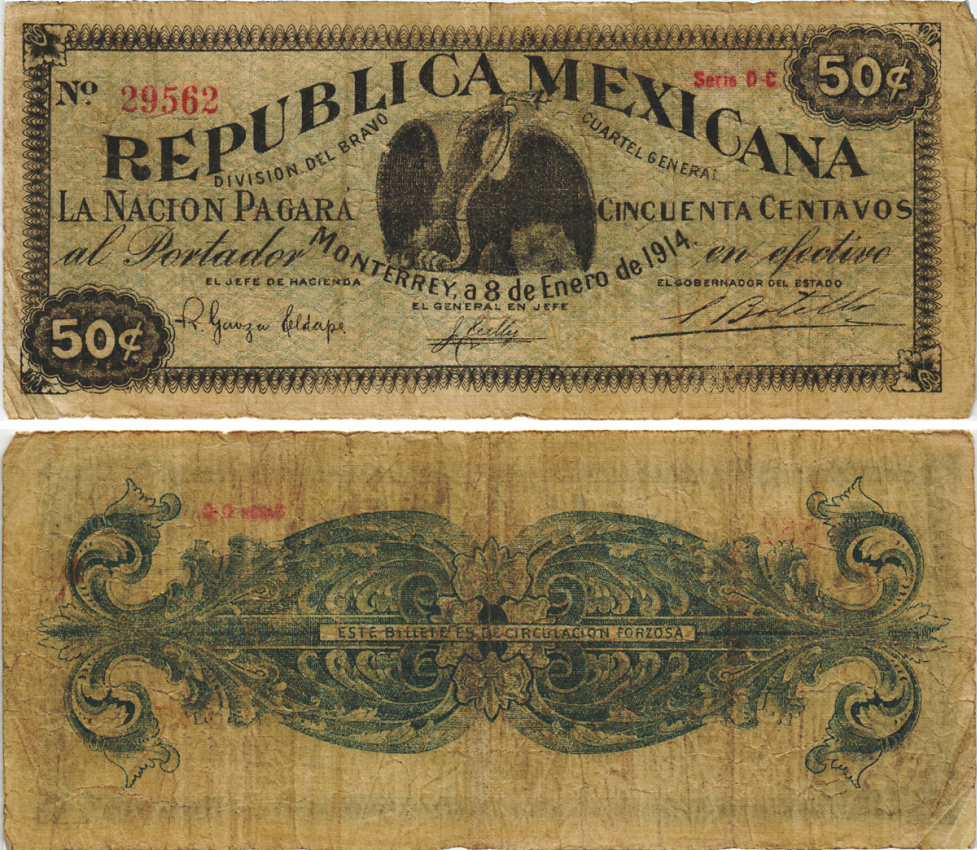 Nº 29562
REPUBLICA MEXICANA
Serie D-C
50¢
DIVISION DEL BRAVO
CUARTEL GENERAL
LA NACION PAGARÁ
CINCUENTA CENTAVOS
al Portador
MONTERREY, a 8 de Enero de 1914.
en efectivo
EL JEFE DE HACIENDA
EL GENERAL EN JEFE
EL GOBERNADOR DEL ESTADO
50¢
R. Garza Eldape
ESTE BILLETE ES DE CIRCULACION FORZOSA